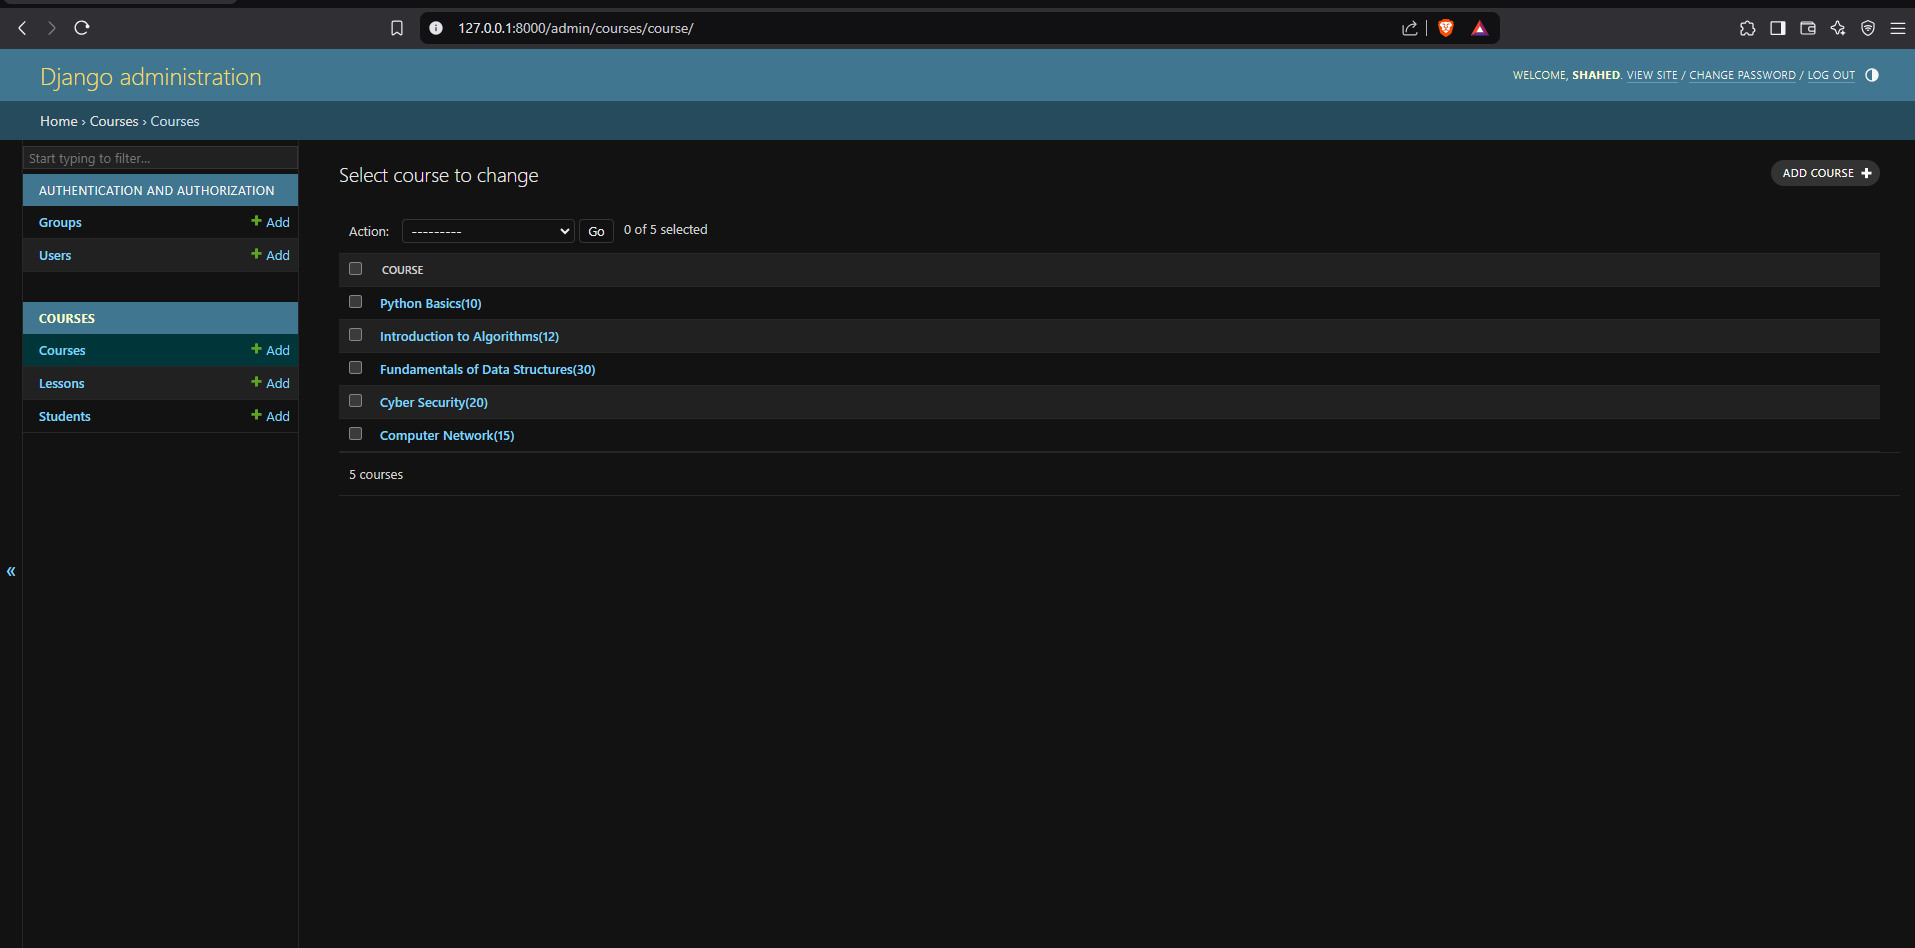 127.0.0.1:8000/admin/courses/course/
Django administration
WELCOME, SHAHED. VIEW SITE / CHANGE PASSWORD / LOG OUT
Home › Courses › Courses
Start typing to filter...
AUTHENTICATION AND AUTHORIZATION
Groups + Add
Users + Add
COURSES
Courses + Add
Lessons + Add
Students + Add
«
Select course to change
ADD COURSE +
Action: --------- Go 0 of 5 selected
COURSE
Python Basics(10)
Introduction to Algorithms(12)
Fundamentals of Data Structures(30)
Cyber Security(20)
Computer Network(15)
5 courses